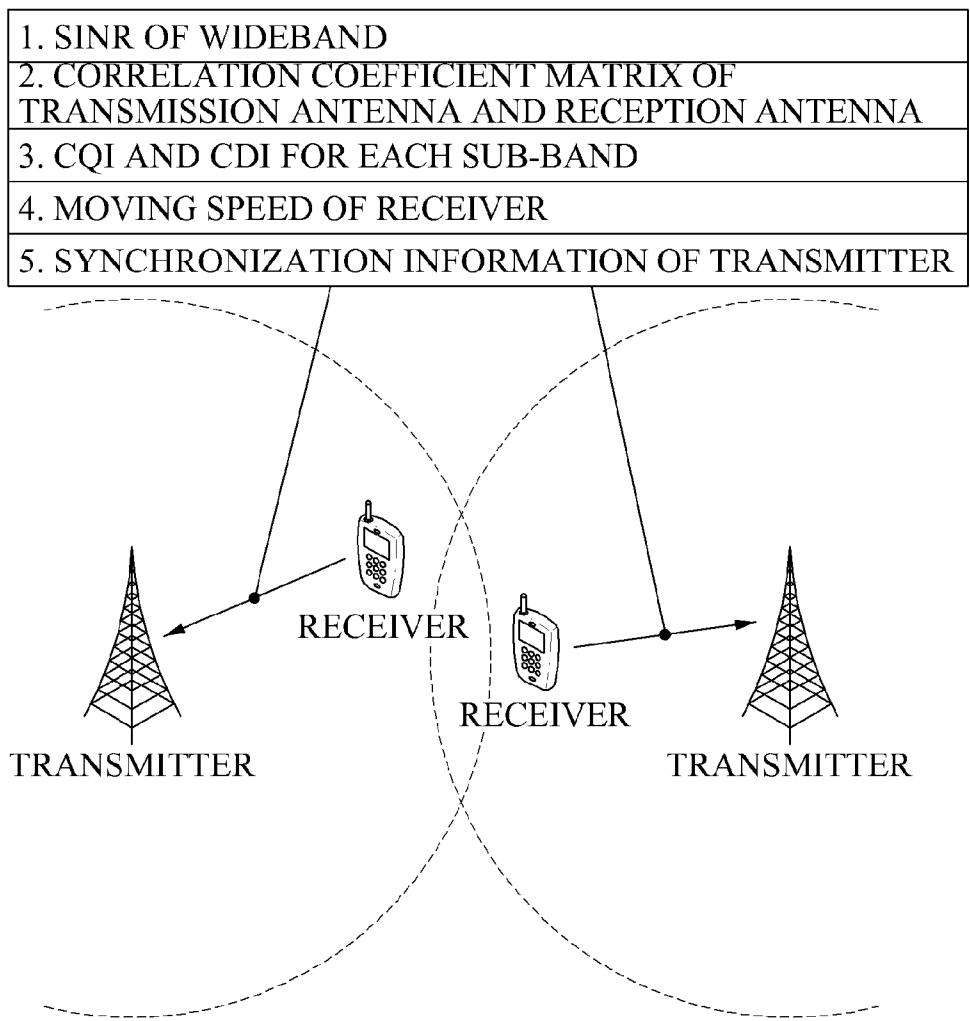 1. SINR OF WIDEBAND
2. CORRELATION COEFFICIENT MATRIX OF
TRANSMISSION ANTENNA AND RECEPTION ANTENNA
3. CQI AND CDI FOR EACH SUB-BAND
4. MOVING SPEED OF RECEIVER
5. SYNCHRONIZATION INFORMATION OF TRANSMITTER
RECEIVER
RECEIVER
TRANSMITTER
TRANSMITTER